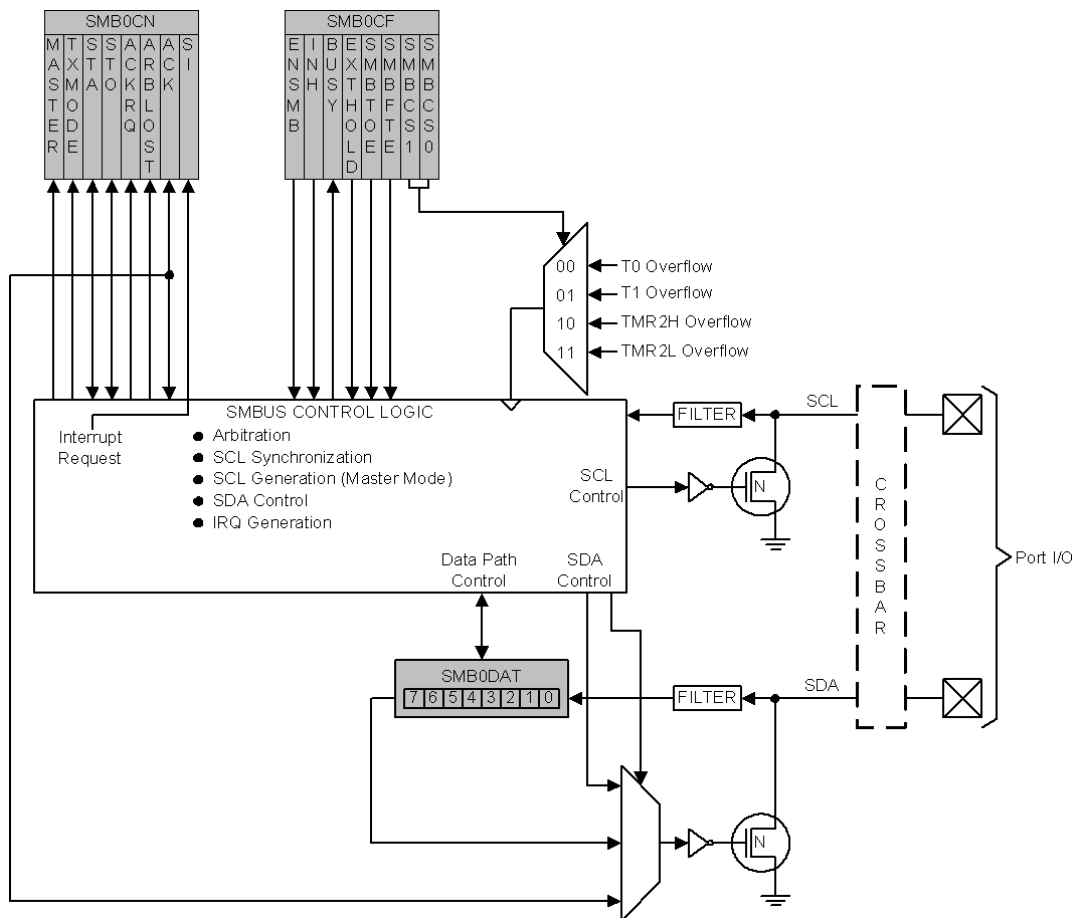 SMB0CN
MASTER
TXMODE
STA
STO
ACKRQ
ARBLOST
ACK
SI
SMB0CF
ENSMB
INH
BUSY
EXTHOLD
SMBTOE
SMBFTE
SMBCS1
SMBCS0
00
T0 Overflow
01
T1 Overflow
10
TMR2H Overflow
11
TMR2L Overflow
SMBUS CONTROL LOGIC
Interrupt
Request
● Arbitration
● SCL Synchronization
● SCL Generation (Master Mode)
● SDA Control
● IRQ Generation
SCL
Control
Data Path
Control
SDA
Control
FILTER
SCL
N
CROSSBAR
Port I/O
SMB0DAT
7 6 5 4 3 2 1 0
FILTER
SDA
N